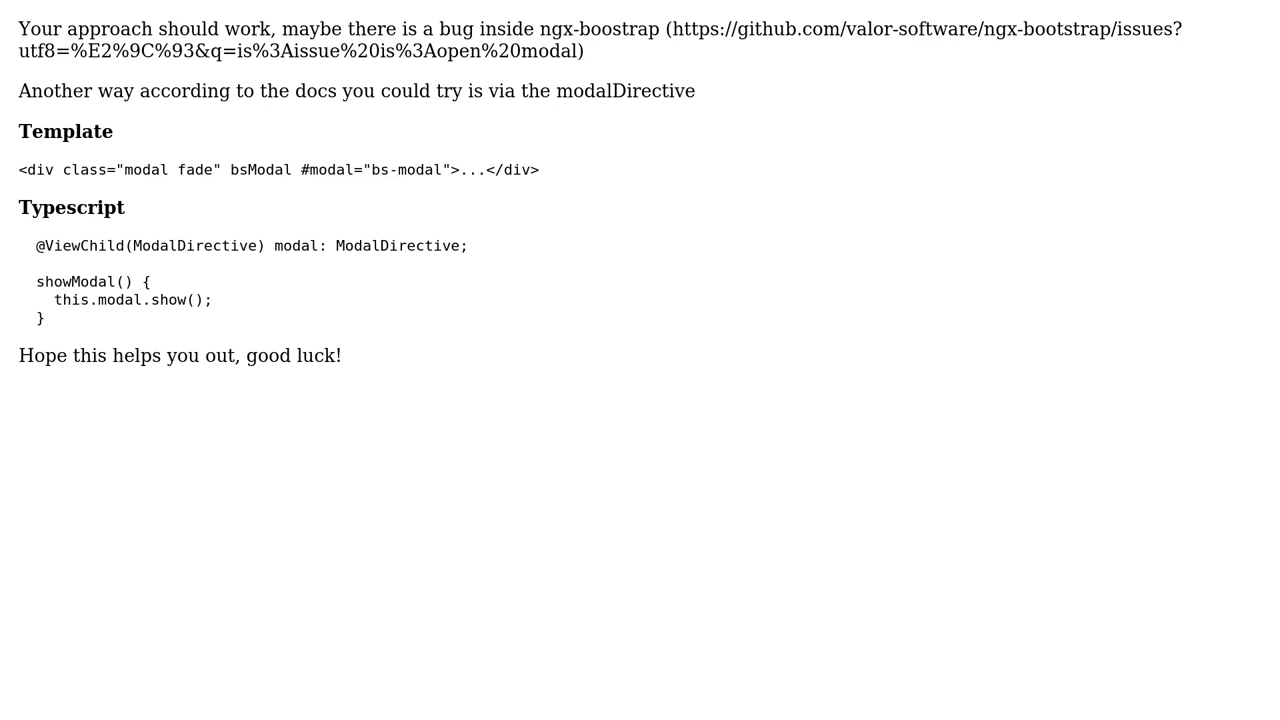 Your approach should work, maybe there is a bug inside ngx-boostrap (https://github.com/valor-software/ngx-bootstrap/issues?
utf8=%E2%9C%93&q=is%3Aissue%20is%3Aopen%20modal)
Another way according to the docs you could try is via the modalDirective
Template
<div class="modal fade" bsModal #modal="bs-modal">...</div>
Typescript
  @ViewChild(ModalDirective) modal: ModalDirective;
  showModal() {
    this.modal.show();
  }
Hope this helps you out, good luck!